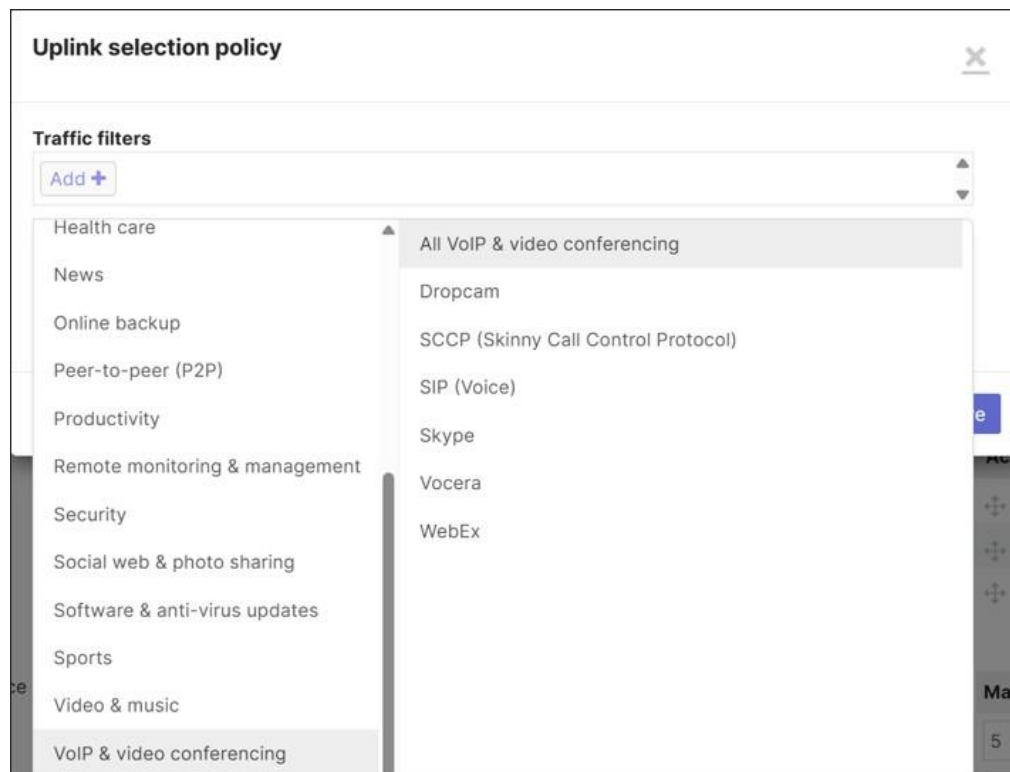 Uplink selection policy
Traffic filters
Add +
Health care
News
Online backup
Peer-to-peer (P2P)
Productivity
Remote monitoring & management
Security
Social web & photo sharing
Software & anti-virus updates
Sports
Video & music
VoIP & video conferencing
All VoIP & video conferencing
Dropcam
SCCP (Skinny Call Control Protocol)
SIP (Voice)
Skype
Vocera
WebEx
5